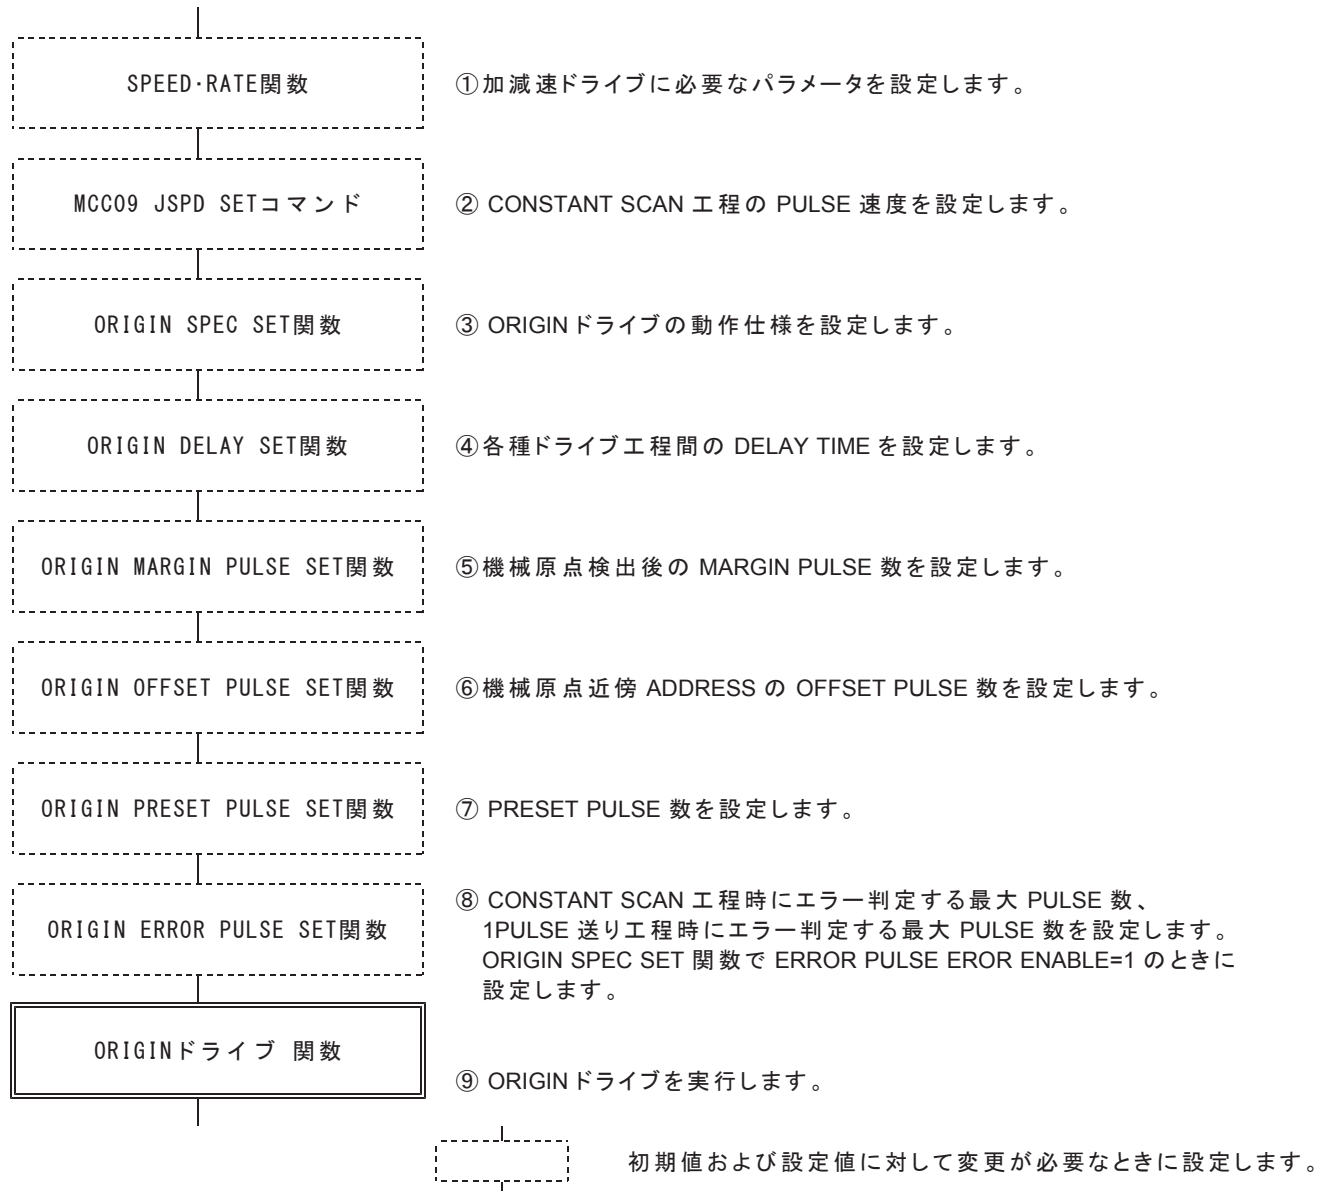 SPEED・RATE関数
①加減速ドライブに必要なパラメータを設定します。
MCC09 JSPD SETコマンド
② CONSTANT SCAN 工程の PULSE 速度を設定します。
ORIGIN SPEC SET関数
③ ORIGINドライブの動作仕様を設定します。
ORIGIN DELAY SET関数
④各種ドライブ工程間の DELAY TIME を設定します。
ORIGIN MARGIN PULSE SET関数
⑤機械原点検出後の MARGIN PULSE 数を設定します。
ORIGIN OFFSET PULSE SET関数
⑥機械原点近傍 ADDRESS の OFFSET PULSE 数を設定します。
ORIGIN PRESET PULSE SET関数
⑦ PRESET PULSE 数を設定します。
ORIGIN ERROR PULSE SET関数
⑧ CONSTANT SCAN 工程時にエラー判定する最大 PULSE 数、
1PULSE 送り工程時にエラー判定する最大 PULSE 数を設定します。
ORIGIN SPEC SET 関数で ERROR PULSE EROR ENABLE=1 のときに
設定します。
ORIGINドライブ 関数
⑨ ORIGINドライブを実行します。
初期値および設定値に対して変更が必要なときに設定します。